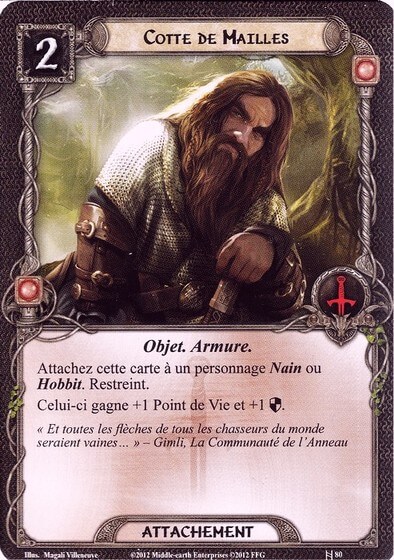 2
Cotte de Mailles
Objet. Armure.
Attachez cette carte à un personnage Nain ou
Hobbit. Restreint.
Celui-ci gagne +1 Point de Vie et +1 .
« Et toutes les flèches de tous les chasseurs du monde
seraient vaines… » – Gimli, La Communauté de l'Anneau
ATTACHEMENT
Illus. Magali Villeneuve
©2012 Middle-earth Enterprises ©2012 FFG
80